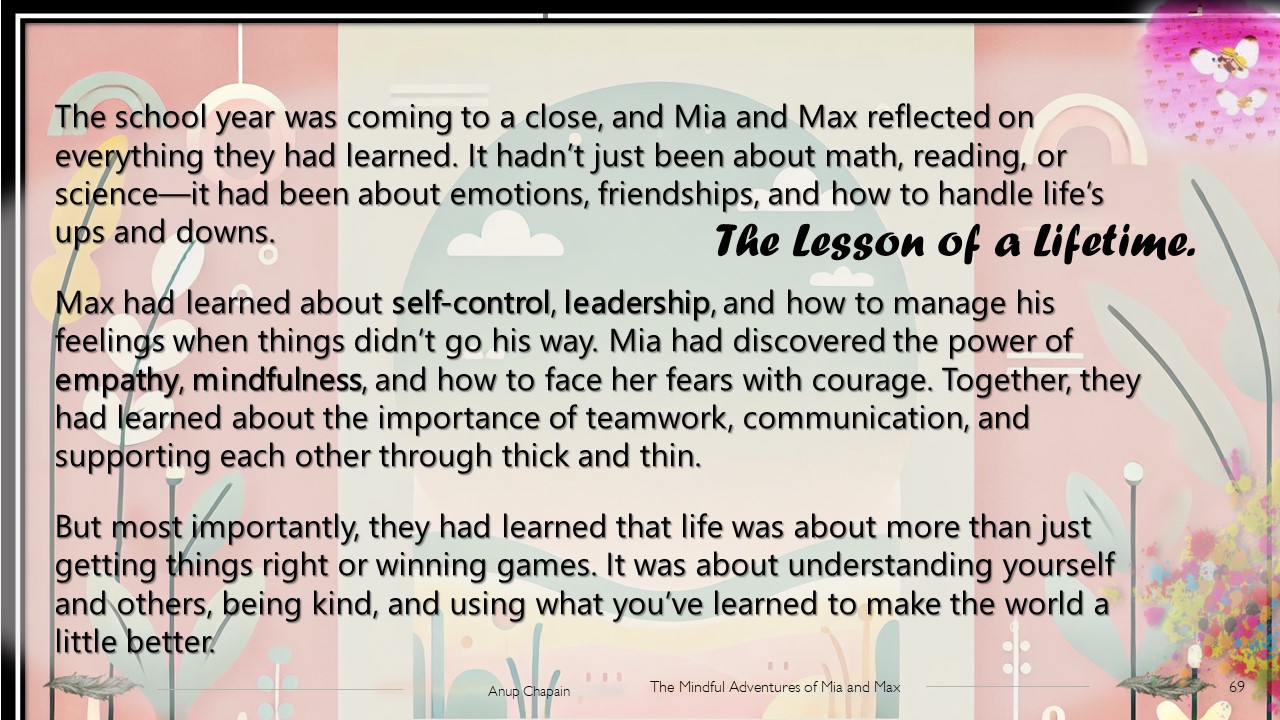 The school year was coming to a close, and Mia and Max reflected on
everything they had learned. It hadn’t just been about math, reading, or
science—it had been about emotions, friendships, and how to handle life’s
ups and downs.
The Lesson of a Lifetime.
Max had learned about self-control, leadership, and how to manage his
feelings when things didn’t go his way. Mia had discovered the power of
empathy, mindfulness, and how to face her fears with courage. Together, they
had learned about the importance of teamwork, communication, and
supporting each other through thick and thin.
But most importantly, they had learned that life was about more than just
getting things right or winning games. It was about understanding yourself
and others, being kind, and using what you’ve learned to make the world a
little better.
Anup Chapain
The Mindful Adventures of Mia and Max
69